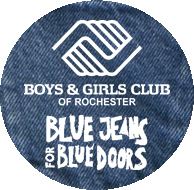 BOYS & GIRLS CLUB
OF ROCHESTER
BLUE JEANS
FOR BLUE DOORS